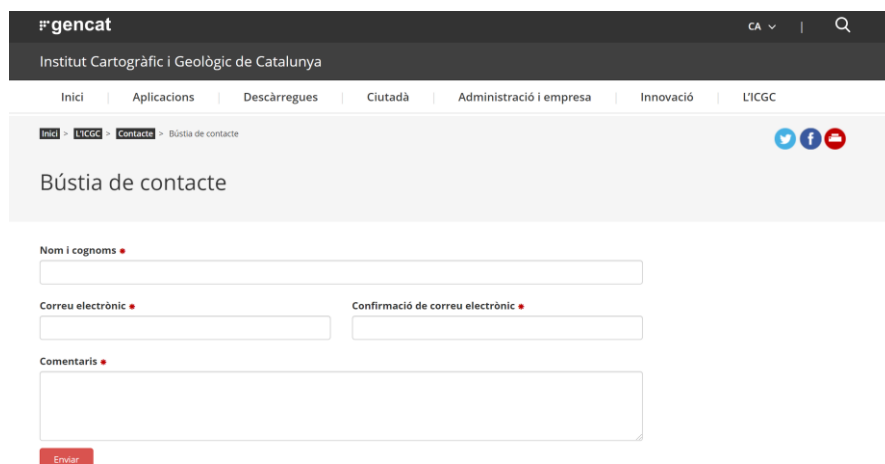 gencat
CA |
Institut Cartogràfic i Geològic de Catalunya
Inici Aplicacions Descàrregues Ciutadà Administració i empresa Innovació L'ICGC
Inici > L'ICGC > Contacte > Bústia de contacte
Bústia de contacte
Nom i cognoms *
Correu electrònic * Confirmació de correu electrònic *
Comentaris *
Enviar